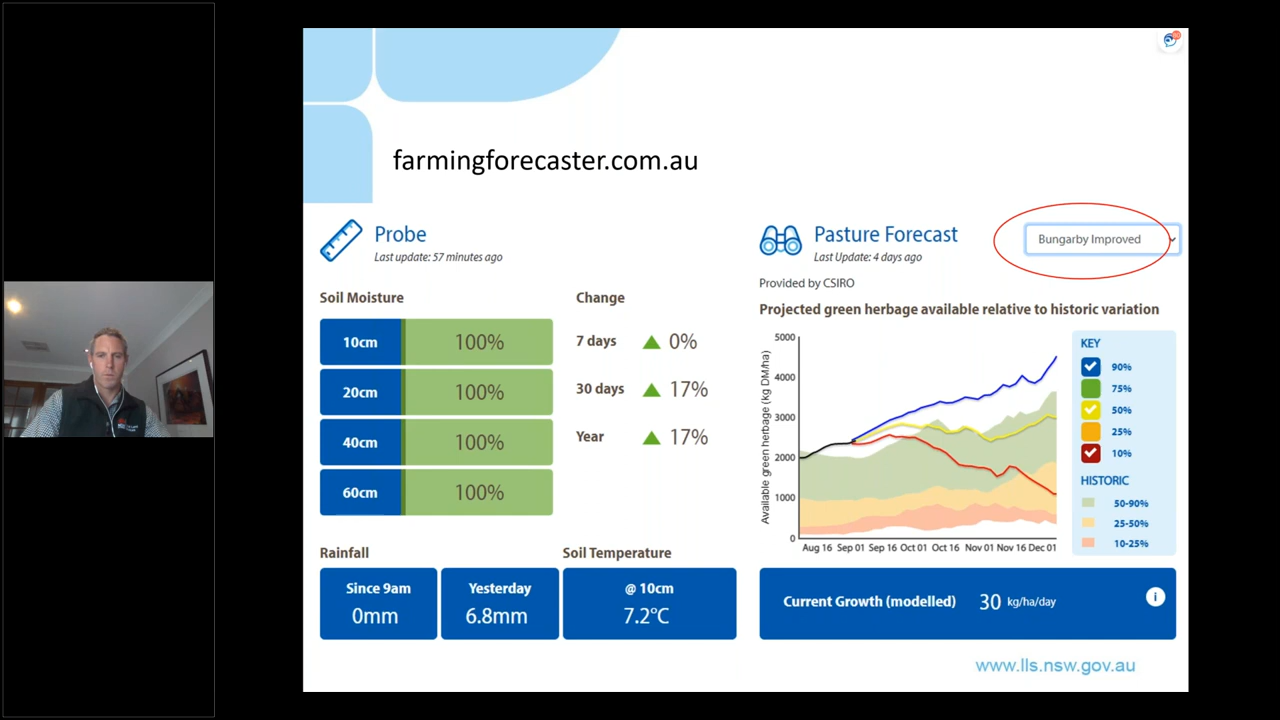 farmingforecaster.com.au
Probe
Last update: 57 minutes ago
Soil Moisture
Change
10cm 100%
20cm 100%
40cm 100%
60cm 100%
7 days 0%
30 days 17%
Year 17%
Rainfall
Soil Temperature
Since 9am
0mm
Yesterday
6.8mm
@ 10cm
7.2°C
Pasture Forecast
Last Update: 4 days ago
Bungarby Improved
Provided by CSIRO
Projected green herbage available relative to historic variation
Available green herbage (kg DM/ha)
5000
4000
3000
2000
1000
0
Aug 16 Sep 01 Sep 16 Oct 01 Oct 16 Nov 01 Nov 16 Dec 01
KEY
90%
75%
50%
25%
10%
HISTORIC
50-90%
25-50%
10-25%
Current Growth (modelled) 30 kg/ha/day
i
www.lls.nsw.gov.au